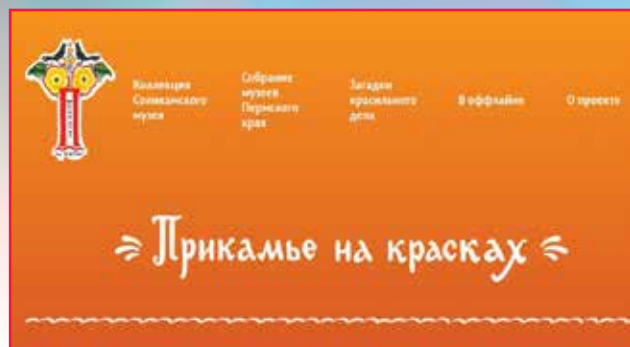 Коллекция
Соликамского
музея
Собрание
музеев
Пермского
края
Загадки
красильного
дела
В оффлайне
О проекте
Прикамье на красках